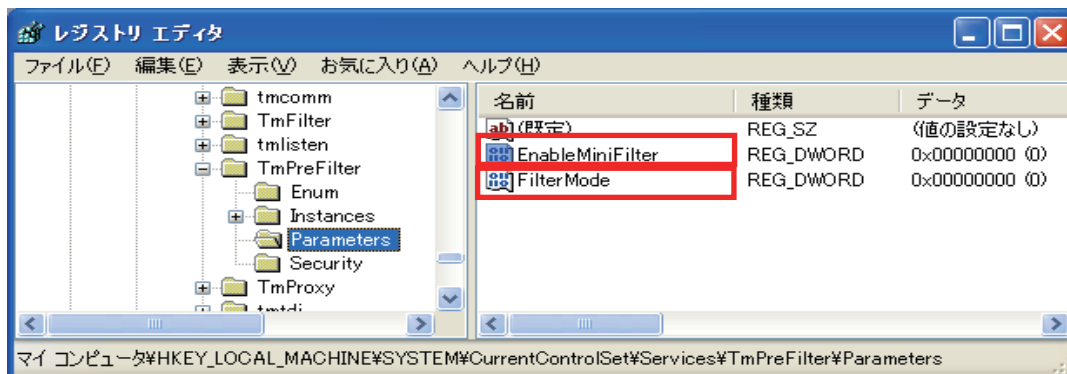 レジストリ エディタ
ファイル(F) 編集(E) 表示(V) お気に入り(A) ヘルプ(H)
tmcomm
TmFilter
tmlisten
TmPreFilter
Enum
Instances
Parameters
Security
TmProxy
tmtdi
名前 種類 データ
(既定) REG_SZ (値の設定なし)
EnableMiniFilter REG_DWORD 0x00000000 (0)
FilterMode REG_DWORD 0x00000000 (0)
マイ コンピュータ¥HKEY_LOCAL_MACHINE¥SYSTEM¥CurrentControlSet¥Services¥TmPreFilter¥Parameters